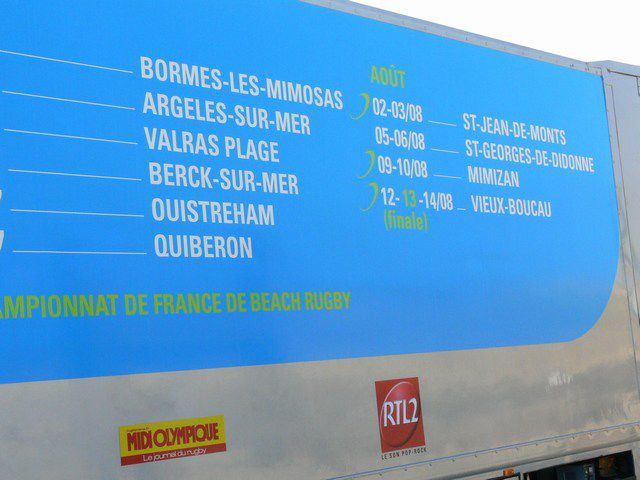 BORMES-LES-MIMOSAS
ARGELES-SUR-MER
VALRAS PLAGE
BERCK-SUR-MER
OUISTREHAM
QUIBERON
AOÛT
02-03/08 ST-JEAN-DE-MONTS
05-06/08 ST-GEORGES-DE-DIDONNE
09-10/08 MIMIZAN
12-13-14/08 VIEUX-BOUCAU
(finale)
AMPIONNAT DE FRANCE DE BEACH RUGBY
MIDI OLYMPIQUE
Le journal du rugby
RTL2
LE SON POP-ROCK